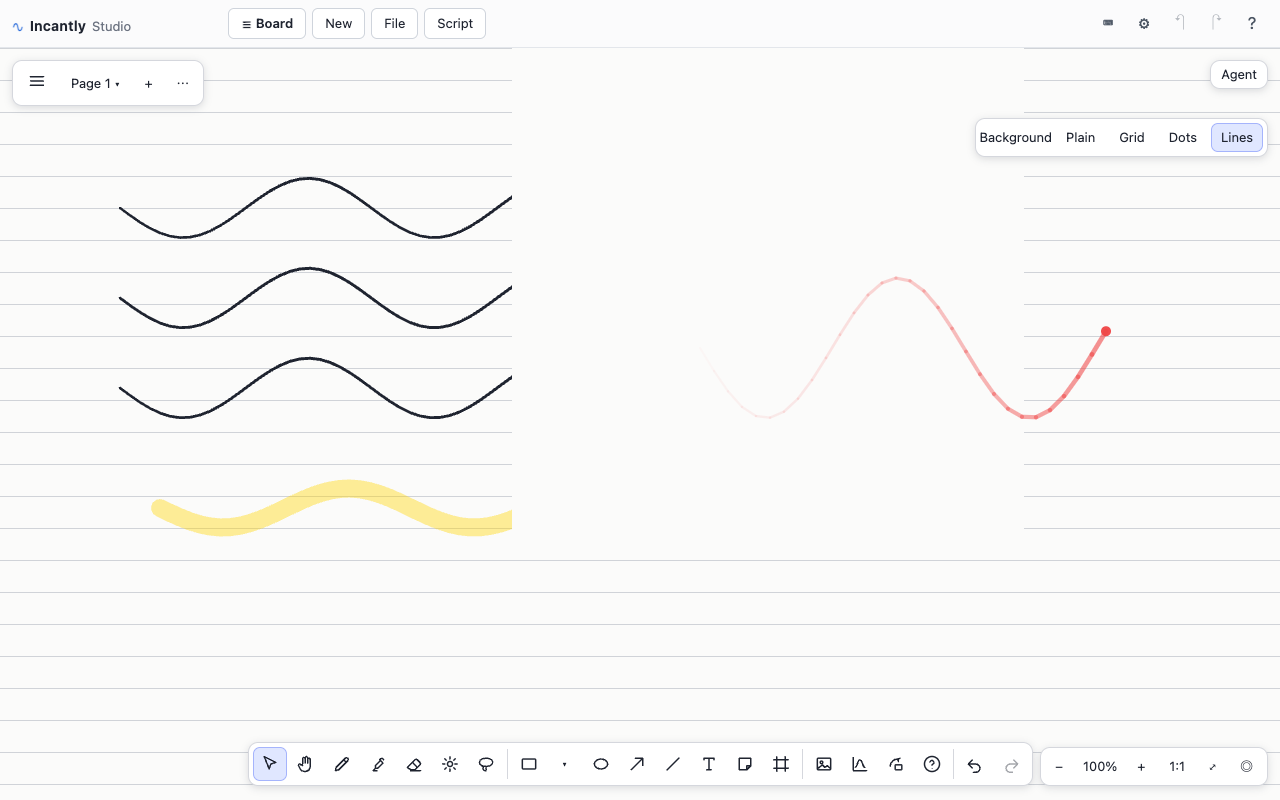 Incantly Studio
Board New File Script
?
Page 1 + ...
Agent
Background Plain Grid Dots Lines
− 100% + 1:1